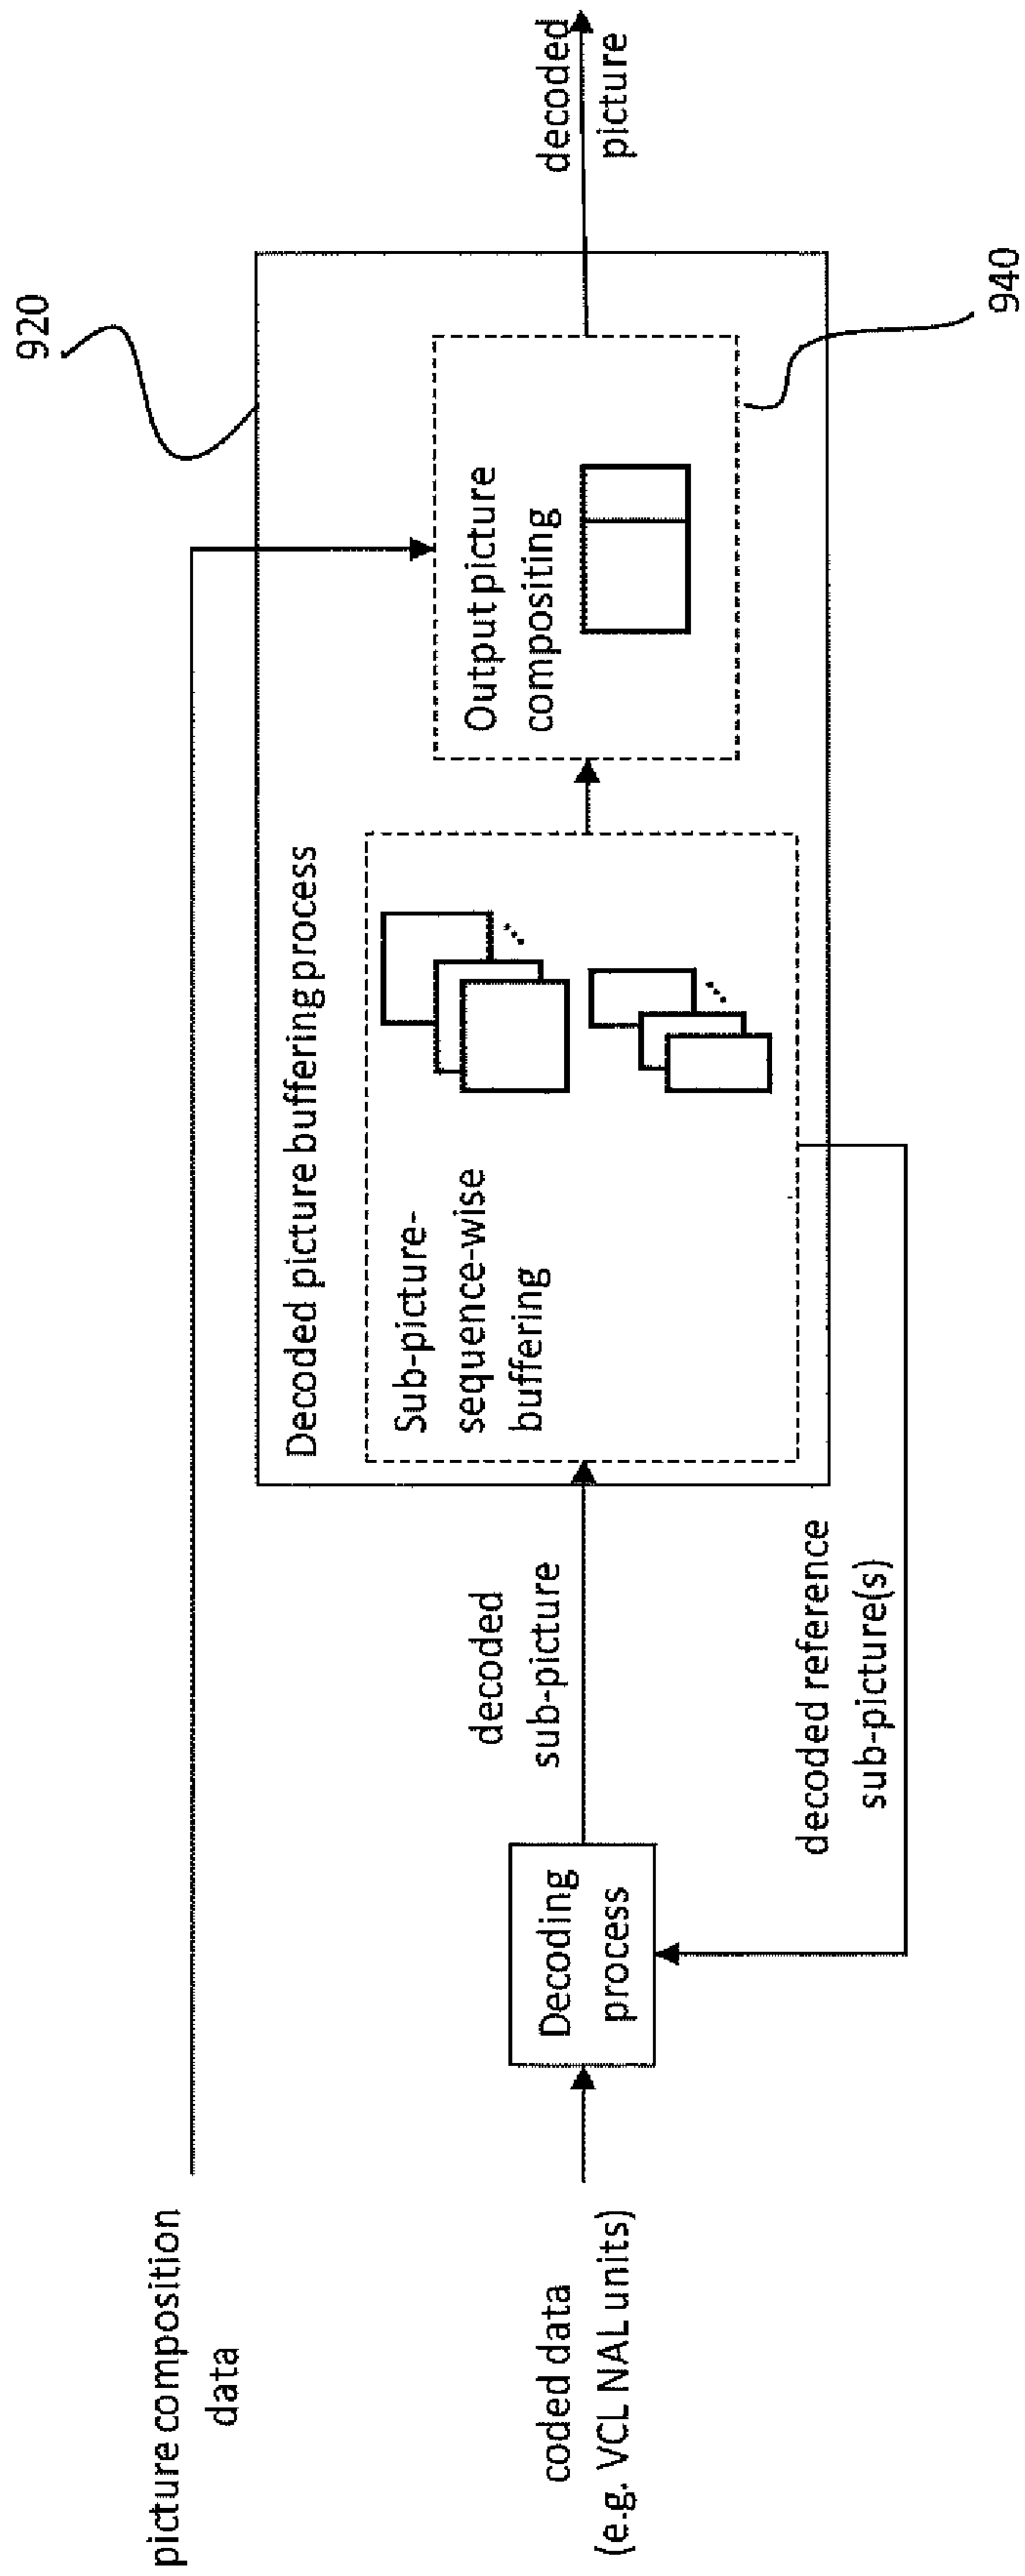 picture composition
data
coded data
(e.g. VCL NAL units)
Decoding
process
decoded
sub-picture
decoded reference
sub-picture(s)
Decoded picture buffering process
Sub-picture-
sequence-wise
buffering
Output picture
compositing
920
940
decoded
picture